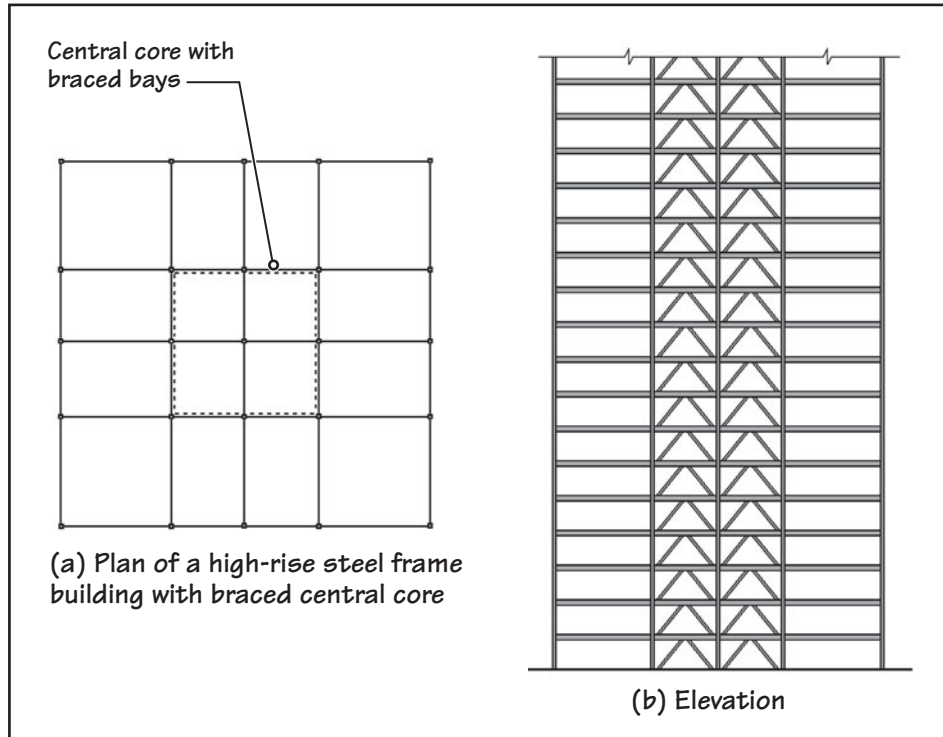 Central core with
braced bays
(a) Plan of a high-rise steel frame
building with braced central core
(b) Elevation